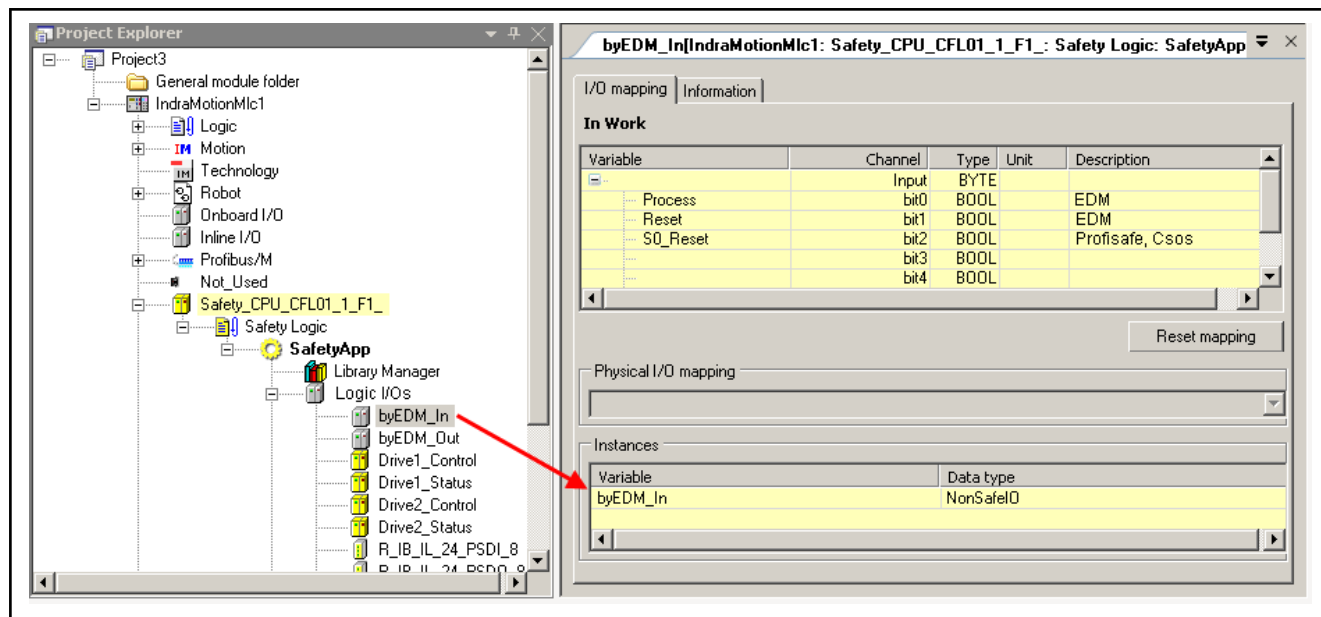 Project Explorer
Project3
General module folder
IndraMotionMlc1
Logic
IM Motion
IM Technology
Robot
Onboard I/O
Inline I/O
Profibus/M
Not_Used
Safety_CPU_CFL01_1_F1_
Safety Logic
SafetyApp
Library Manager
Logic I/Os
byEDM_In
byEDM_Out
Drive1_Control
Drive1_Status
Drive2_Control
Drive2_Status
R_IB_IL_24_PSDI_8
R_IB_IL_24_PSDO_8
byEDM_In[IndraMotionMlc1: Safety_CPU_CFL01_1_F1_: Safety Logic: SafetyApp
I/O mapping Information
In Work
Variable Channel Type Unit Description
Input BYTE
Process bit0 BOOL EDM
Reset bit1 BOOL EDM
S0_Reset bit2 BOOL Profisafe, Csos
bit3 BOOL
bit4 BOOL
Reset mapping
Physical I/O mapping
Instances
Variable Data type
byEDM_In NonSafeIO